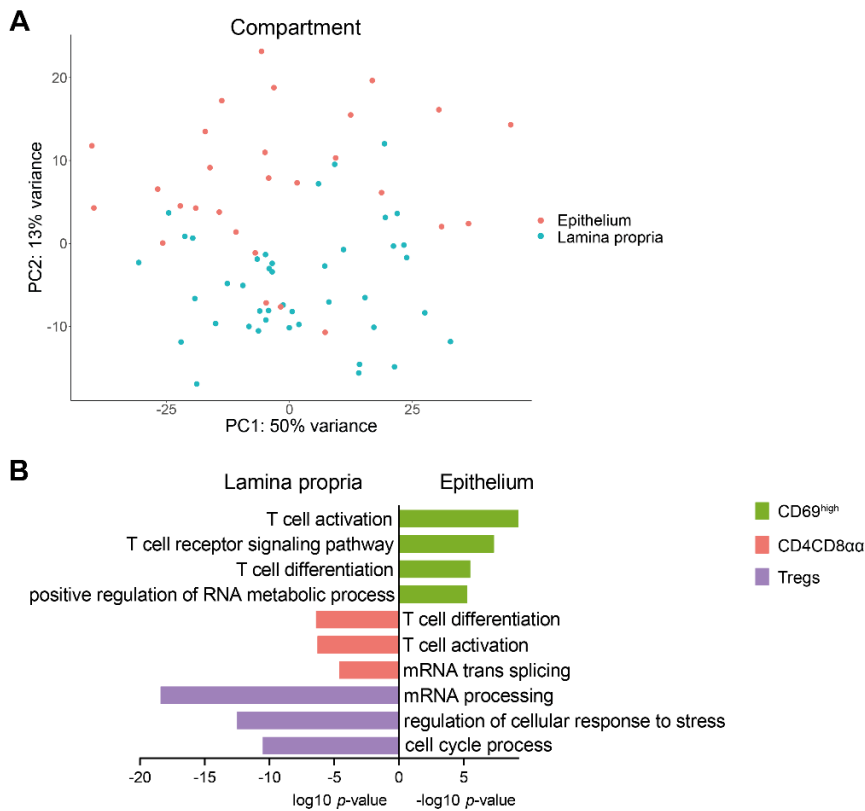 A
Compartment
20
10
0
-10
PC2: 13% variance
-25
0
25
PC1: 50% variance
Epithelium
Lamina propria
B
Lamina propria
Epithelium
T cell activation
T cell receptor signaling pathway
T cell differentiation
positive regulation of RNA metabolic process
T cell differentiation
T cell activation
mRNA trans splicing
mRNA processing
regulation of cellular response to stress
cell cycle process
-20
-15
-10
-5
0
5
log10 p-value
-log10 p-value
CD69high
CD4CD8αα
Tregs